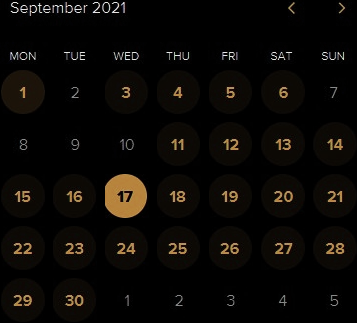 September 2021
MON TUE WED THU FRI SAT SUN
1 2 3 4 5 6 7
8 9 10 11 12 13 14
15 16 17 18 19 20 21
22 23 24 25 26 27 28
29 30 1 2 3 4 5